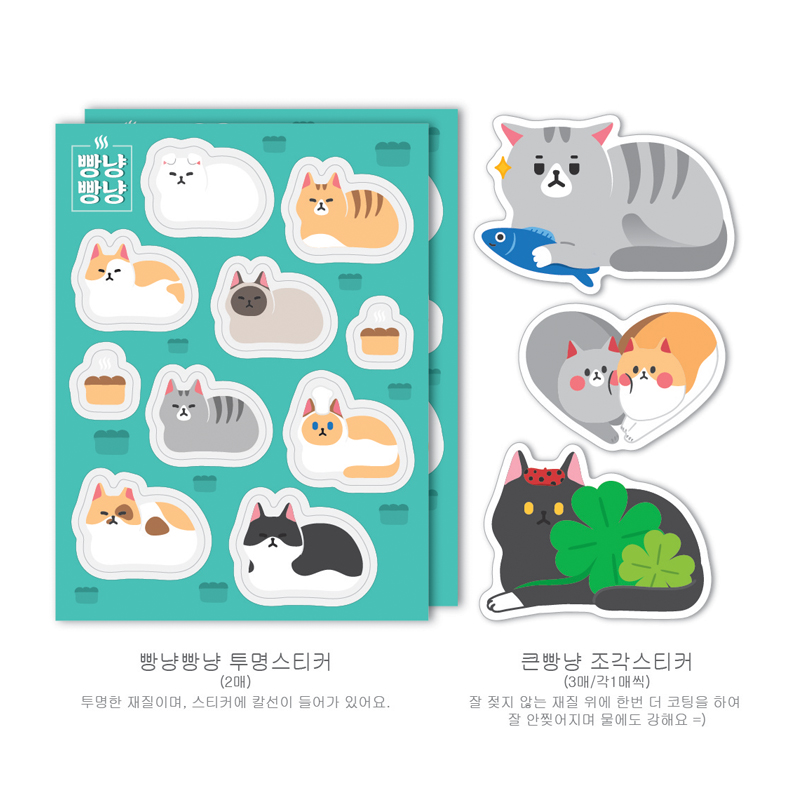 빵냥
빵냥
빵냥빵냥 투명스티커
(2매)
투명한 재질이며, 스티커에 칼선이 들어가 있어요.
큰빵냥 조각스티커
(3매/각1매씩)
잘 젖지 않는 재질 위에 한번 더 코팅을 하여
잘 안찢어지며 물에도 강해요 =)